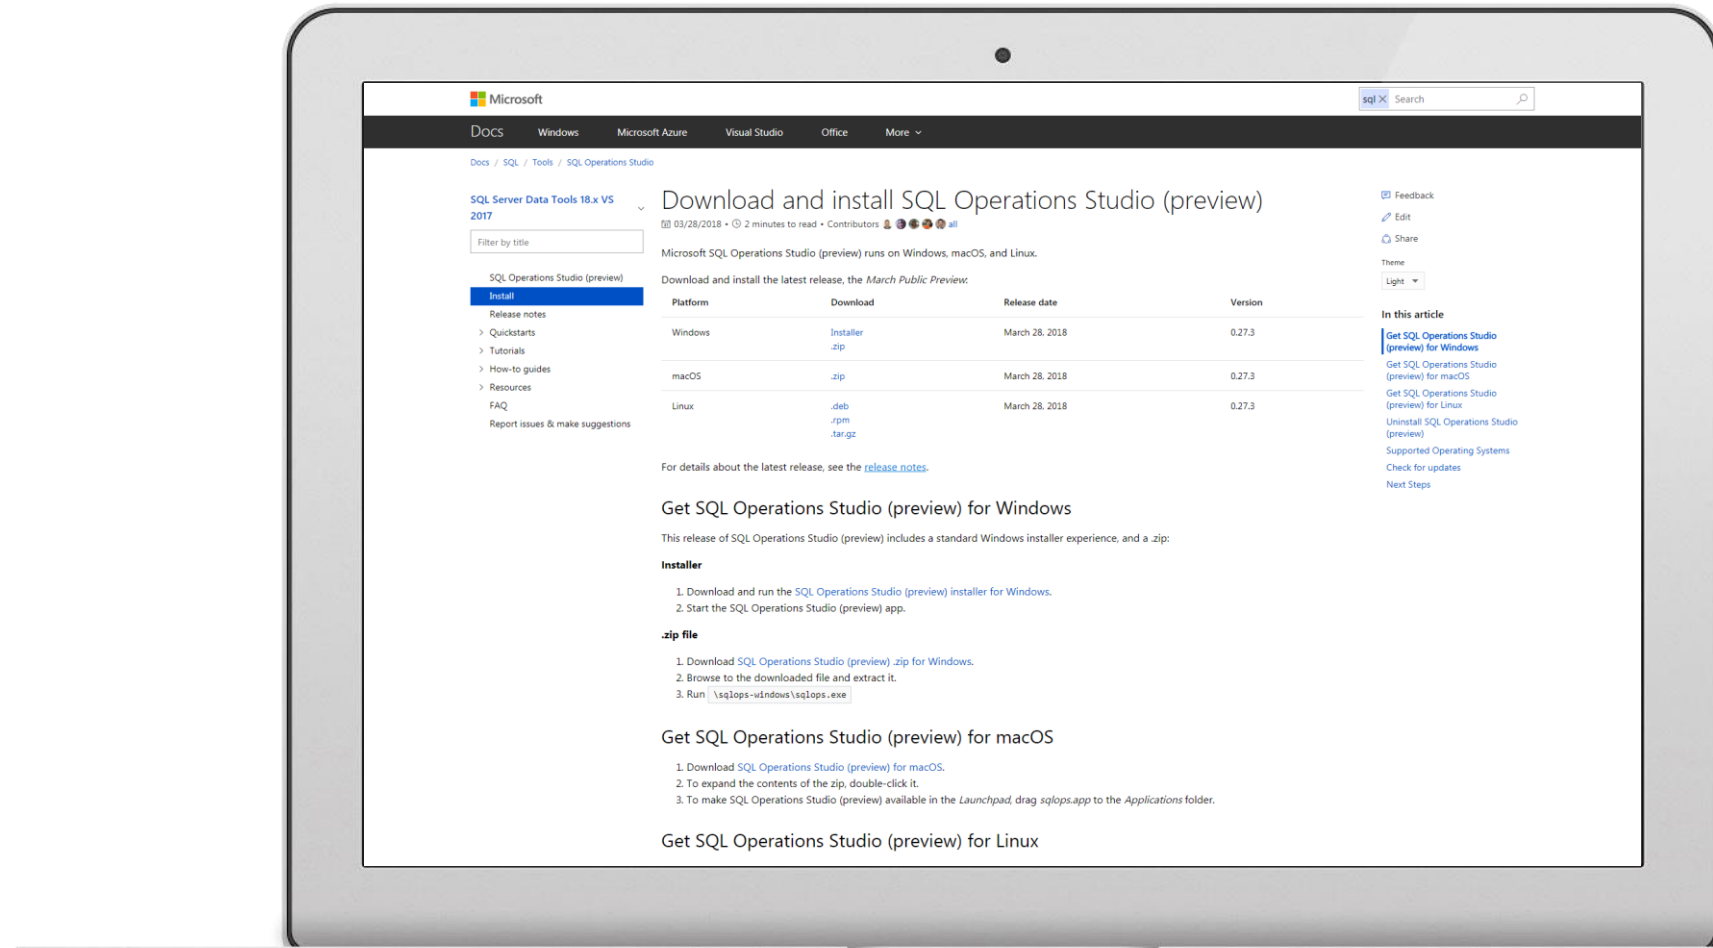 Microsoft
sql × Search
Docs Windows Microsoft Azure Visual Studio Office More
Docs / SQL / Tools / SQL Operations Studio
SQL Server Data Tools 18.x VS
2017
Filter by title
SQL Operations Studio (preview)
Install
Release notes
Quickstarts
Tutorials
How-to guides
Resources
FAQ
Report issues & make suggestions
Download and install SQL Operations Studio (preview)
03/28/2018 • 2 minutes to read • Contributors all
Microsoft SQL Operations Studio (preview) runs on Windows, macOS, and Linux.
Download and install the latest release, the March Public Preview:
Platform Download Release date Version
Windows Installer March 28, 2018 0.27.3
.zip
macOS .zip March 28, 2018 0.27.3
Linux .deb March 28, 2018 0.27.3
.rpm
.tar.gz
For details about the latest release, see the release notes.
Get SQL Operations Studio (preview) for Windows
This release of SQL Operations Studio (preview) includes a standard Windows installer experience, and a .zip:
Installer
1. Download and run the SQL Operations Studio (preview) installer for Windows.
2. Start the SQL Operations Studio (preview) app.
.zip file
1. Download SQL Operations Studio (preview) .zip for Windows.
2. Browse to the downloaded file and extract it.
3. Run \sqlops-windows\sqlops.exe
Get SQL Operations Studio (preview) for macOS
1. Download SQL Operations Studio (preview) for macOS.
2. To expand the contents of the zip, double-click it.
3. To make SQL Operations Studio (preview) available in the Launchpad, drag sqlops.app to the Applications folder.
Get SQL Operations Studio (preview) for Linux
Feedback
Edit
Share
Theme
Light
In this article
Get SQL Operations Studio
(preview) for Windows
Get SQL Operations Studio
(preview) for macOS
Get SQL Operations Studio
(preview) for Linux
Uninstall SQL Operations Studio
(preview)
Supported Operating Systems
Check for updates
Next Steps